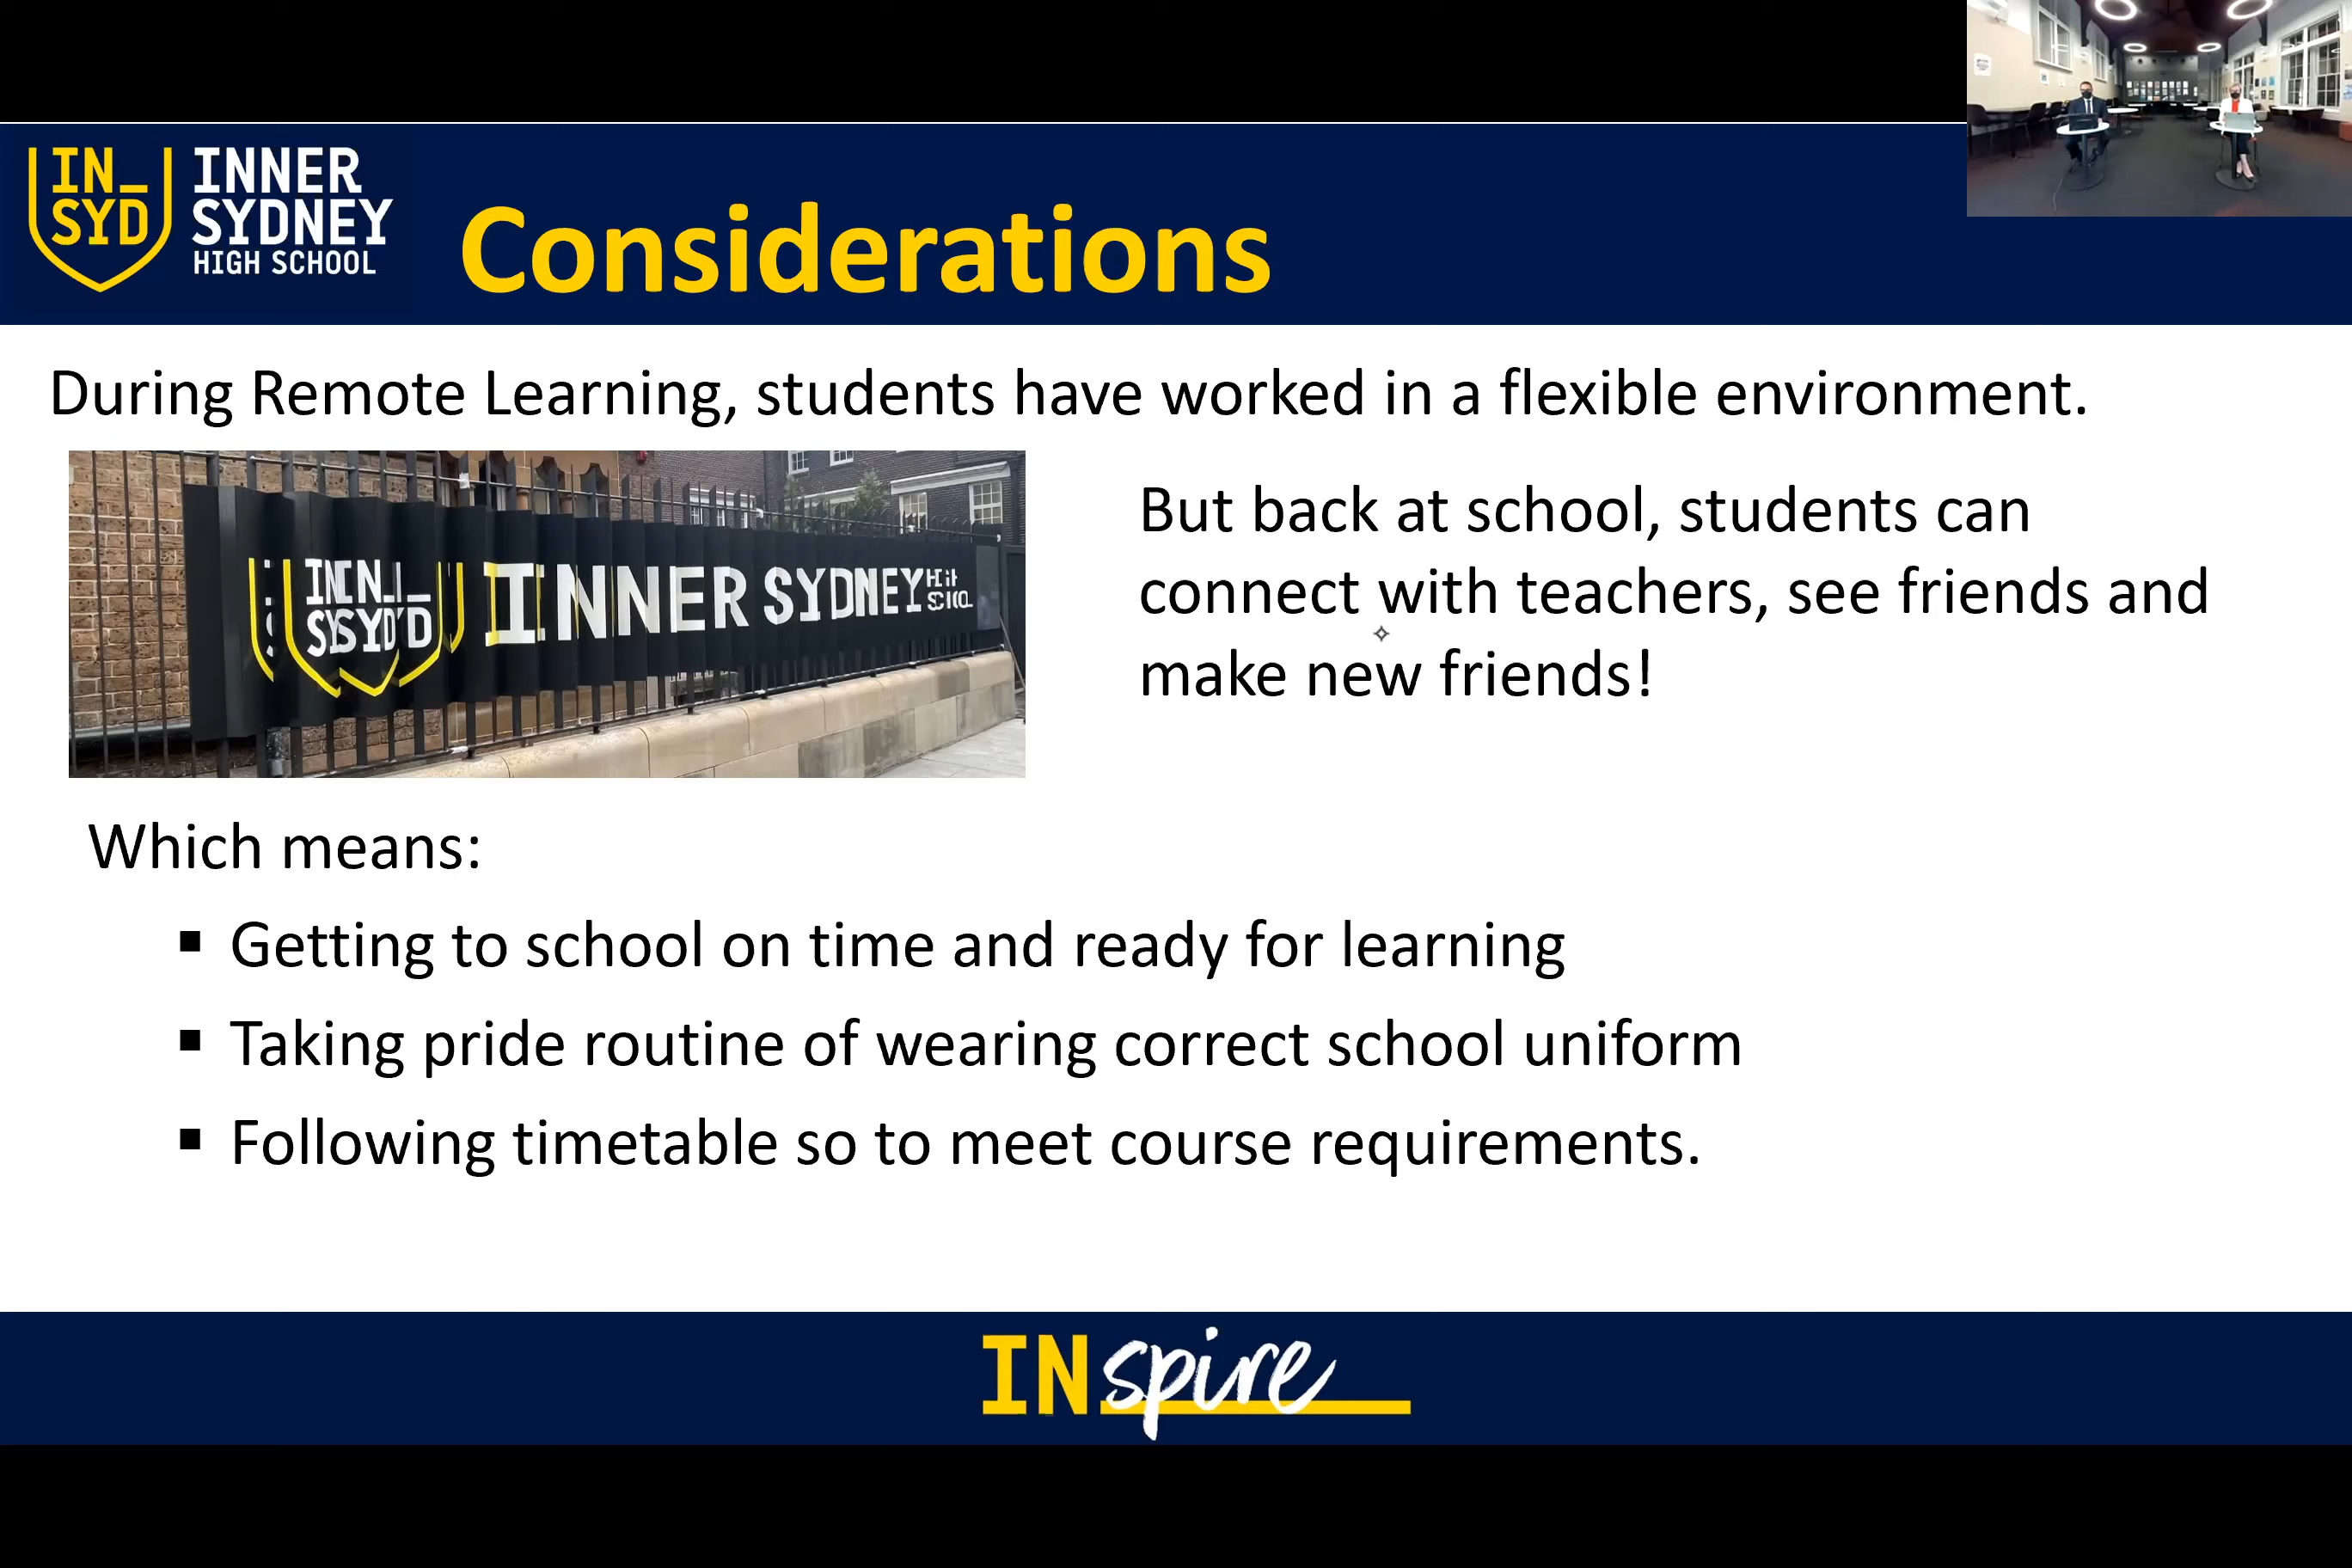 IN_
SYD
INNER
SYDNEY
HIGH SCHOOL
Considerations
During Remote Learning, students have worked in a flexible environment.
INNER SYDNEY
But back at school, students can
connect with teachers, see friends and
make new friends!
Which means:
▪ Getting to school on time and ready for learning
▪ Taking pride routine of wearing correct school uniform
▪ Following timetable so to meet course requirements.
INspire